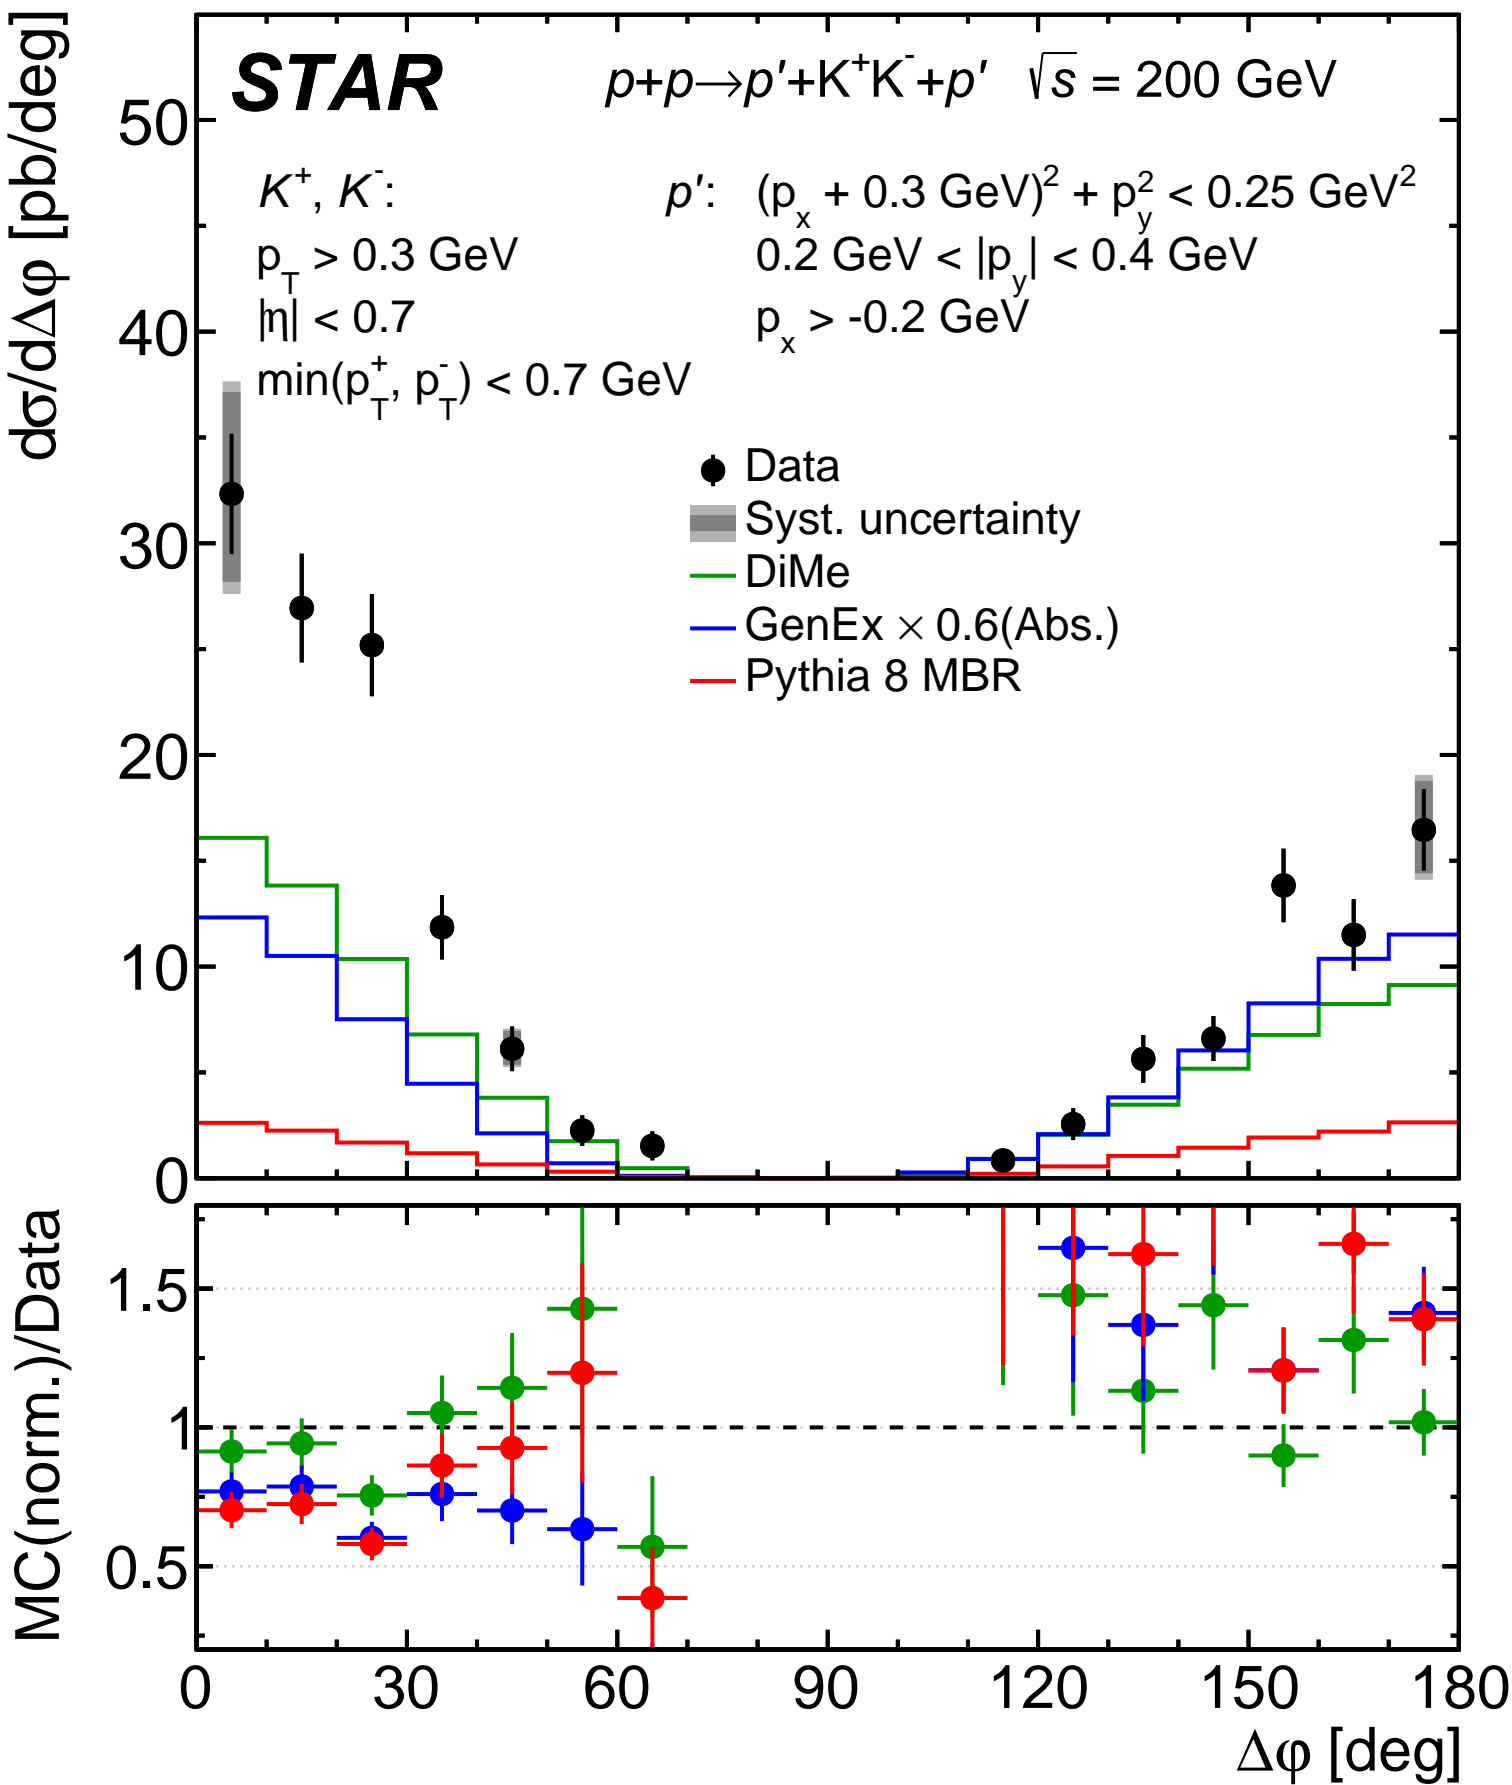 STAR p+p→p′+K⁺K⁻+p′ √s = 200 GeV
K⁺, K⁻: p′: (pₓ + 0.3 GeV)² + p_y² < 0.25 GeV²
p_T > 0.3 GeV 0.2 GeV < |p_y| < 0.4 GeV
|η| < 0.7 pₓ > -0.2 GeV
min(p_T⁺, p_T⁻) < 0.7 GeV
Data
Syst. uncertainty
DiMe
GenEx × 0.6(Abs.)
Pythia 8 MBR
dσ/dΔφ [pb/deg]
50
40
30
20
10
0
MC(norm.)/Data
1.5
1
0.5
0 30 60 90 120 150 180
Δφ [deg]